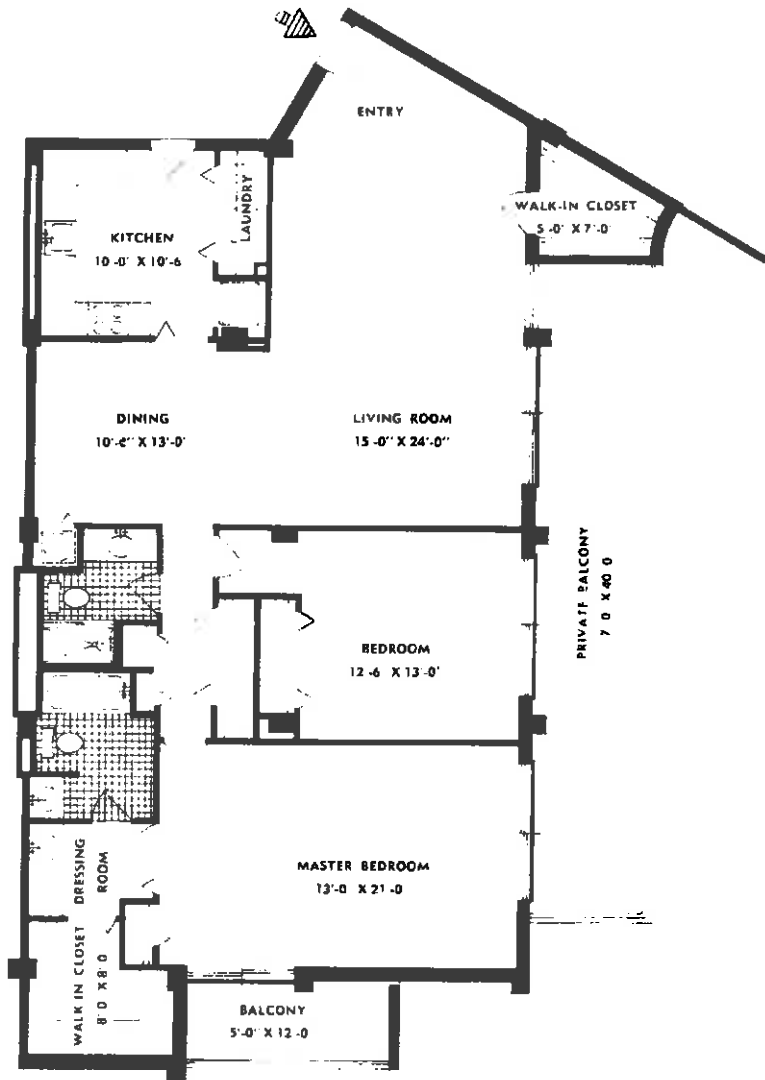 ENTRY
WALK-IN CLOSET
5-0' X 7'-0'
KITCHEN
10-0' X 10'-6
LAUNDRY
DINING
X 13'-0'
LIVING ROOM
15-0" X 24'-0"
PRIVATE BALCONY
7 0 X 40 0
BEDROOM
12-6 X 13'-0'
MASTER BEDROOM
13'-0 X 21-0
DRESSING
ROOM
WALK IN CLOSET
8 0 X 8 0
BALCONY
5'-0" X 12-0